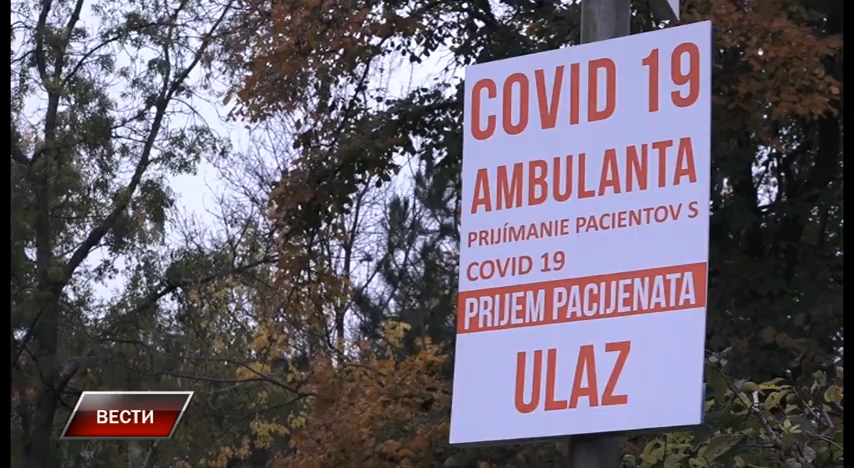 COVID 19
AMBULANTA
PRIJÍMANIE PACIENTOV S
COVID 19
PRIJEM PACIJENATA
ULAZ
ВЕСТИ